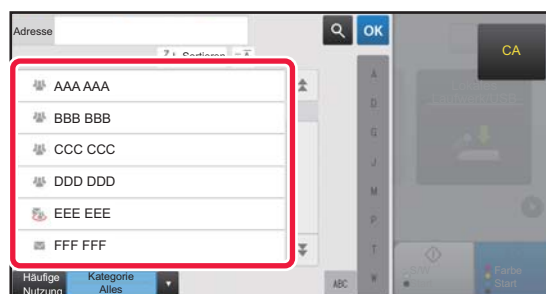 Adresse
OK
CA
Sortieren
AAA AAA
BBB BBB
CCC CCC
DDD DDD
EEE EEE
FFF FFF
A
D
G
J
M
P
T
W
ABC
Häufige
Nutzung
Kategorie
Alles
S/W
Start
Farbe
Start